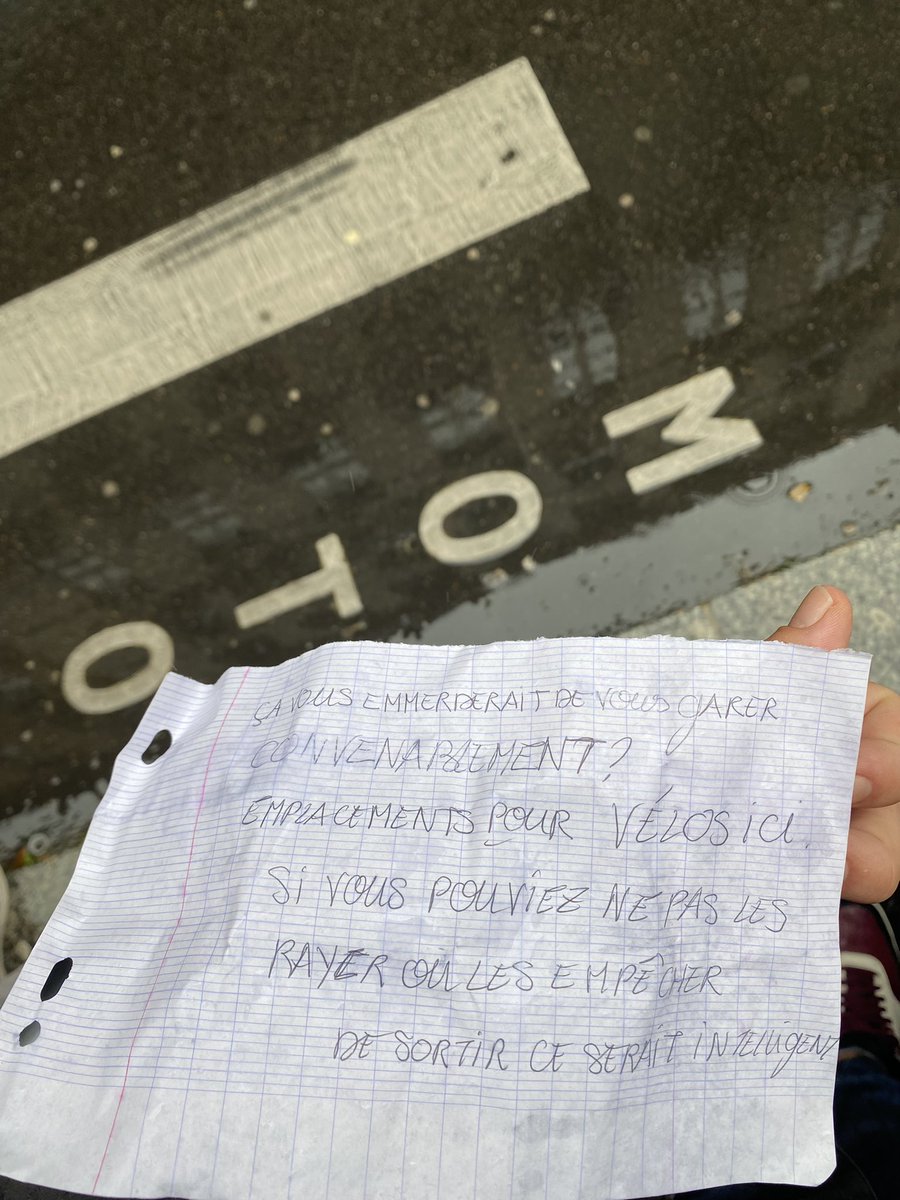 MOTO
ÇA VOUS EMMERDERAIT DE VOUS GARER
CONVENABLEMENT ?
EMPLACEMENTS POUR VÉLOS ICI.
SI VOUS POUVIEZ NE PAS LES
RAYER OU LES EMPÊCHER
DE SORTIR CE SERAIT INTELLIGENT